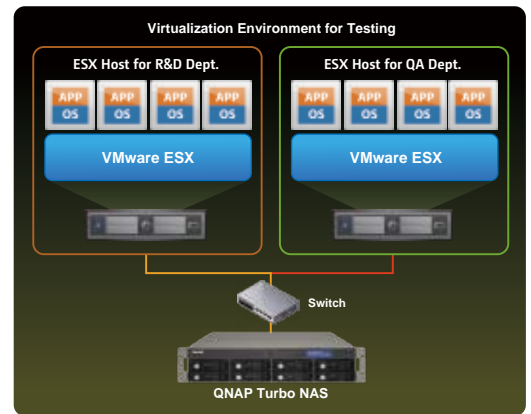 Virtualization Environment for Testing
ESX Host for R&D Dept.
ESX Host for QA Dept.
APP APP APP APP
OS OS OS OS
APP APP APP APP
OS OS OS OS
VMware ESX
VMware ESX
Switch
QNAP Turbo NAS